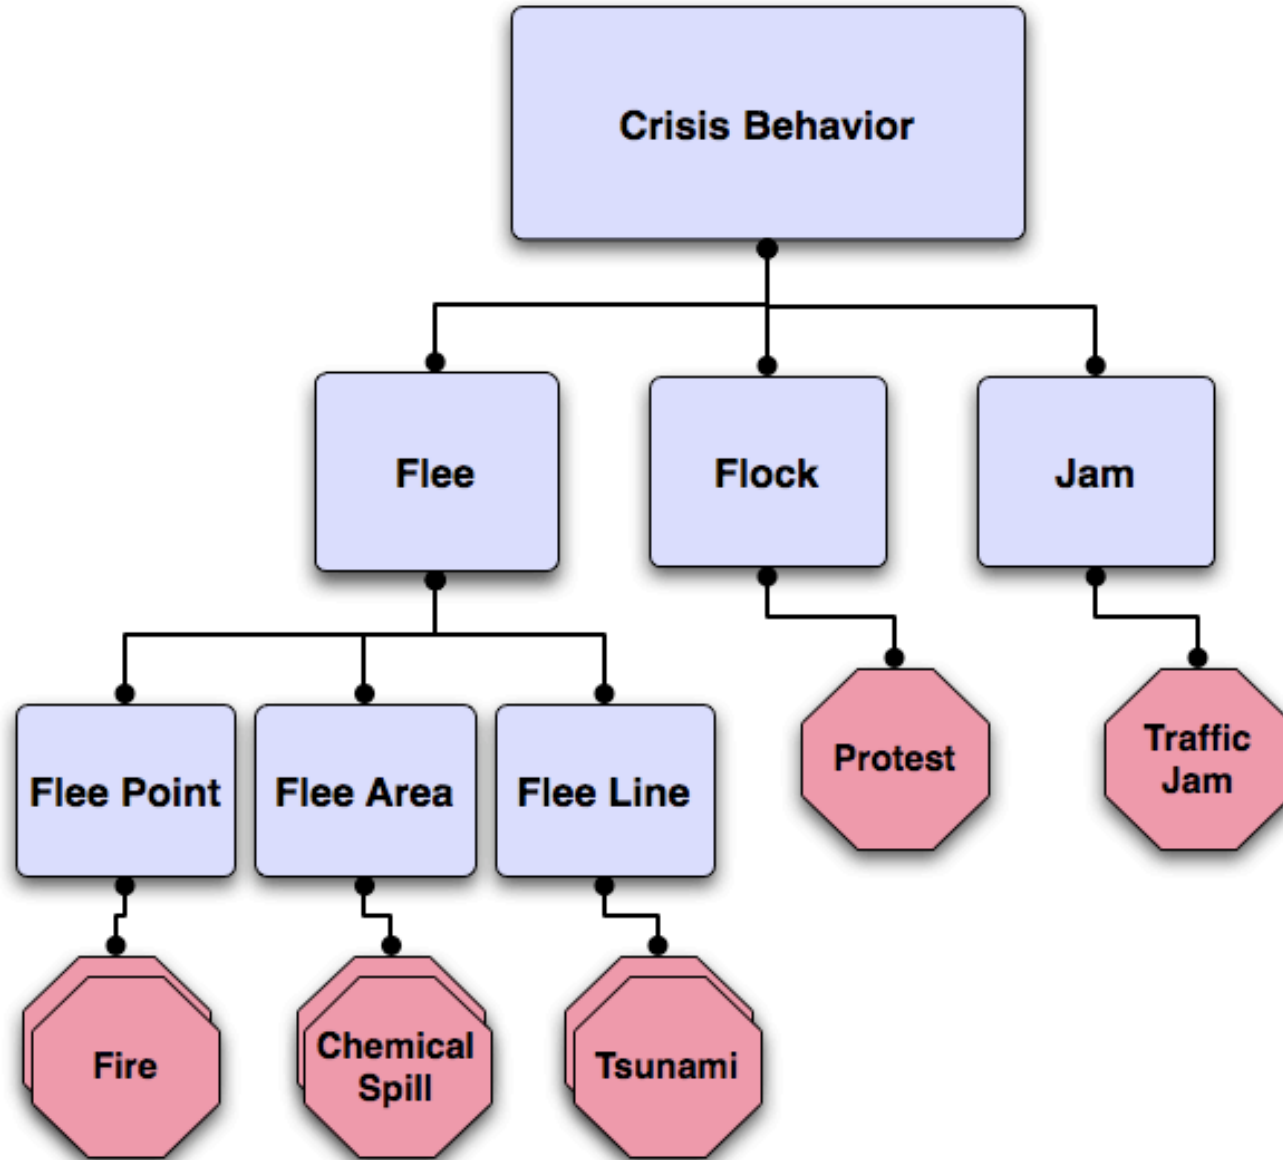 Crisis Behavior
Flee
Flock
Jam
Flee Point
Flee Area
Flee Line
Protest
Traffic
Jam
Fire
Chemical
Spill
Tsunami